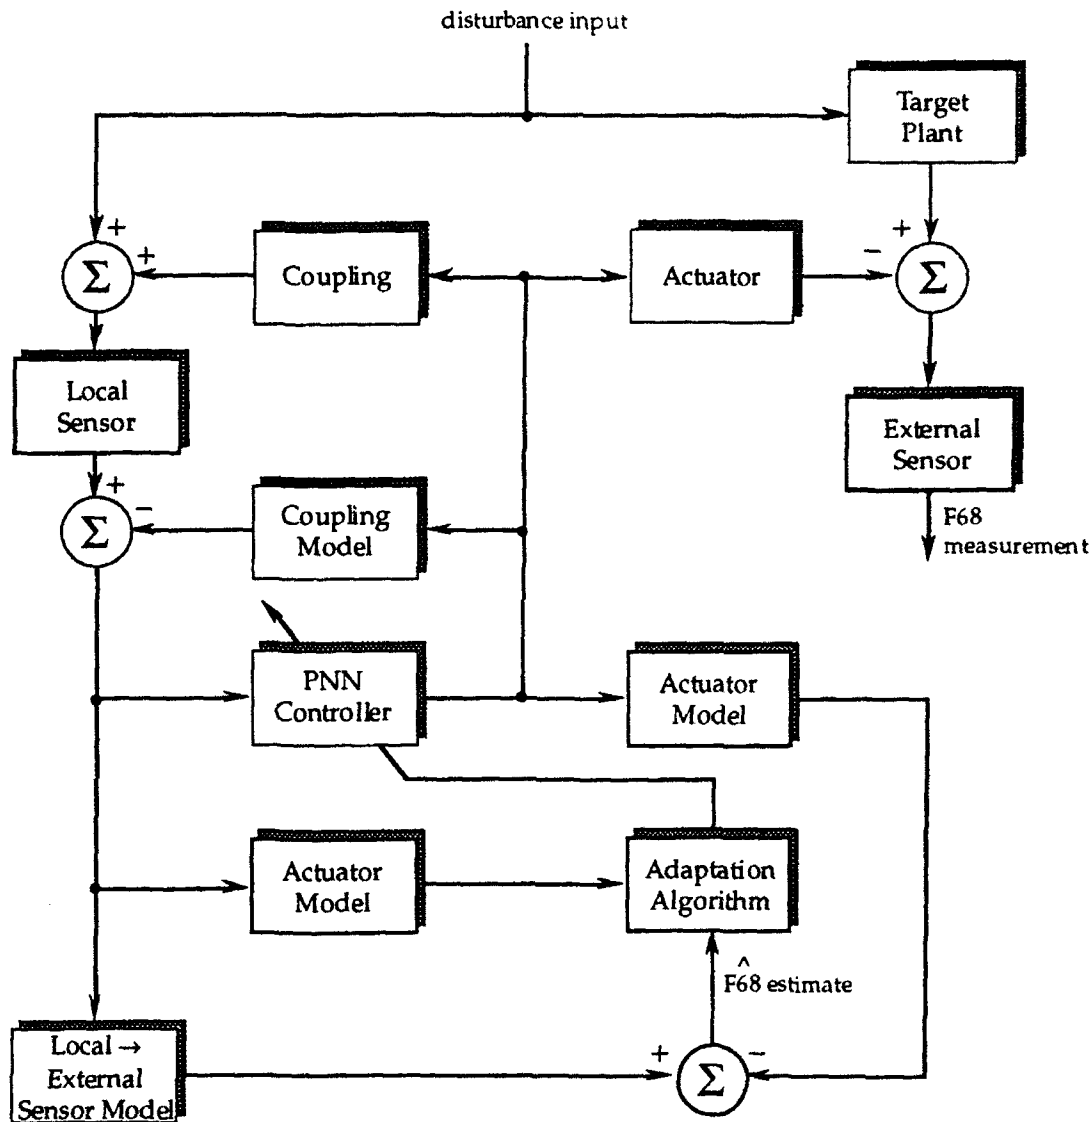 disturbance input
Target
Plant
+
+
Σ
Coupling
Actuator
−
+
Σ
Local
Sensor
External
Sensor
F68
measurement
+
−
Σ
Coupling
Model
PNN
Controller
Actuator
Model
Actuator
Model
Adaptation
Algorithm
^
F68 estimate
Local →
External
Sensor Model
+
−
Σ